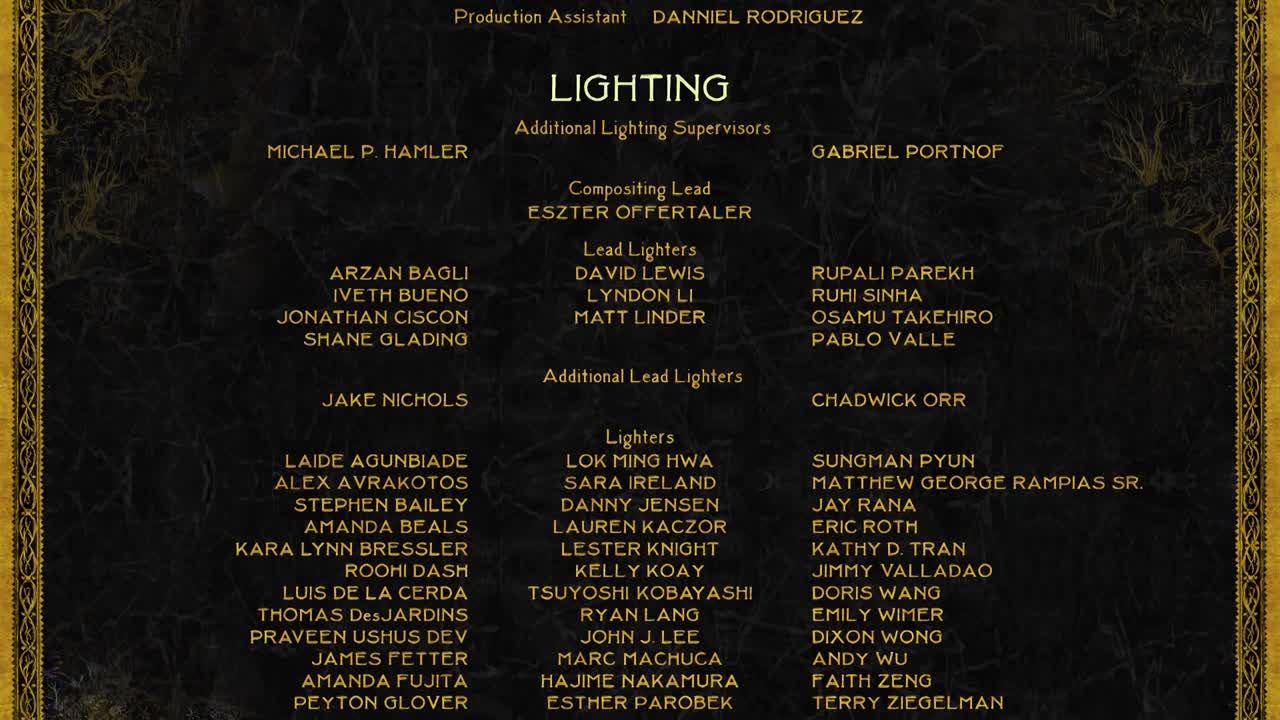 Production Assistant DANNIEL RODRIGUEZ
LIGHTING
Additional Lighting Supervisors
MICHAEL P. HAMLER GABRIEL PORTNOF
Compositing Lead
ESZTER OFFERTALER
Lead Lighters
ARZAN BAGLI DAVID LEWIS RUPALI PAREKH
IVETH BUENO LYNDON LI RUHI SINHA
JONATHAN CISCON MATT LINDER OSAMU TAKEHIRO
SHANE GLADING PABLO VALLE
Additional Lead Lighters
JAKE NICHOLS CHADWICK ORR
Lighters
LAIDE AGUNBIADE LOK MING HWA SUNGMAN PYUN
ALEX AVRAKOTOS SARA IRELAND MATTHEW GEORGE RAMPIAS SR.
STEPHEN BAILEY DANNY JENSEN JAY RANA
AMANDA BEALS LAUREN KACZOR ERIC ROTH
KARA LYNN BRESSLER LESTER KNIGHT KATHY D. TRAN
ROOHI DASH KELLY KOAY JIMMY VALLADAO
LUIS DE LA CERDA TSUYOSHI KOBAYASHI DORIS WANG
THOMAS DesJARDINS RYAN LANG EMILY WIMER
PRAVEEN USHUS DEV JOHN J. LEE DIXON WONG
JAMES FETTER MARC MACHUCA ANDY WU
AMANDA FUJITA HAJIME NAKAMURA FAITH ZENG
PEYTON GLOVER ESTHER PAROBEK TERRY ZIEGELMAN